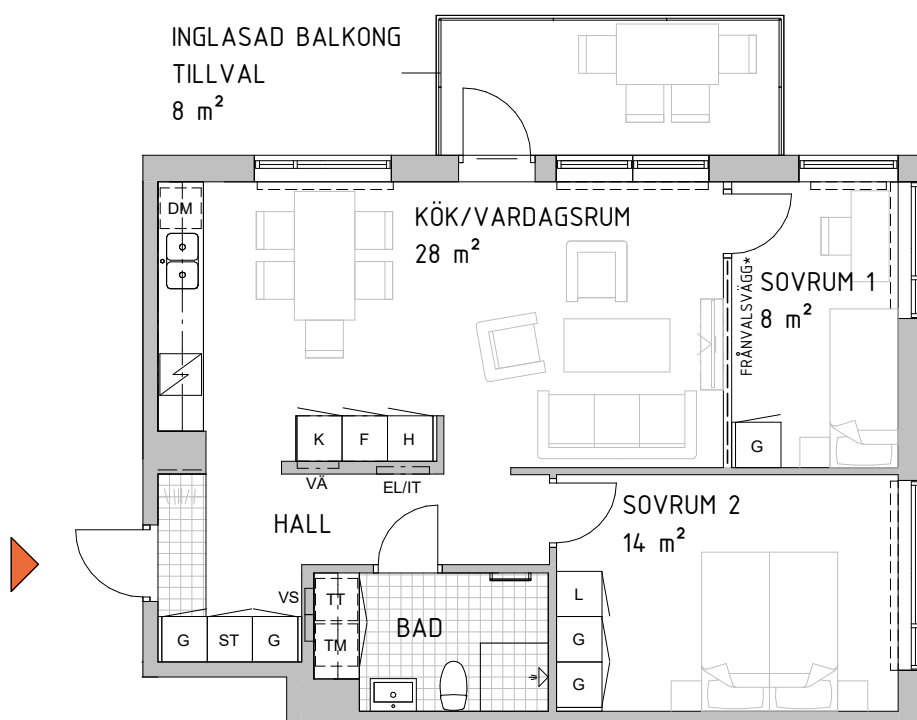 INGLASAD BALKONG
TILLVAL
8 m²
DM
KÖK/VARDAGSRUM
28 m²
FRÅNVALSVÄGG*
SOVRUM 1
8 m²
K
F
H
G
VÄ
EL/IT
HALL
SOVRUM 2
14 m²
VS
TT
L
G
ST
G
TM
BAD
G
G